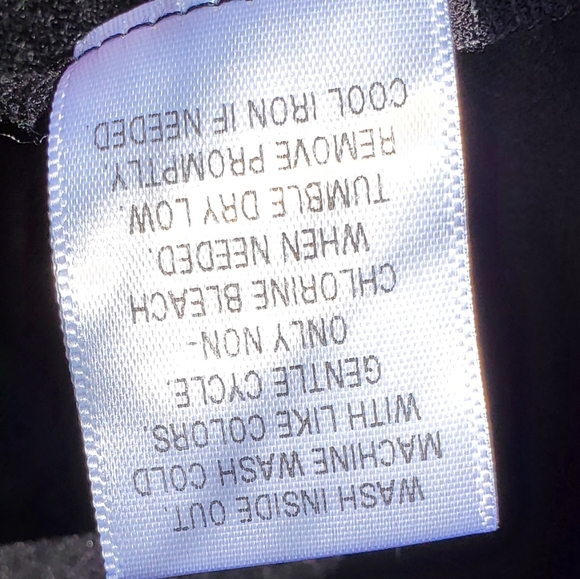 WASH INSIDE OUT.
MACHINE WASH COLD
WITH LIKE COLORS.
GENTLE CYCLE.
ONLY NON-
CHLORINE BLEACH
WHEN NEEDED.
TUMBLE DRY LOW.
REMOVE PROMPTLY.
COOL IRON IF NEEDED.